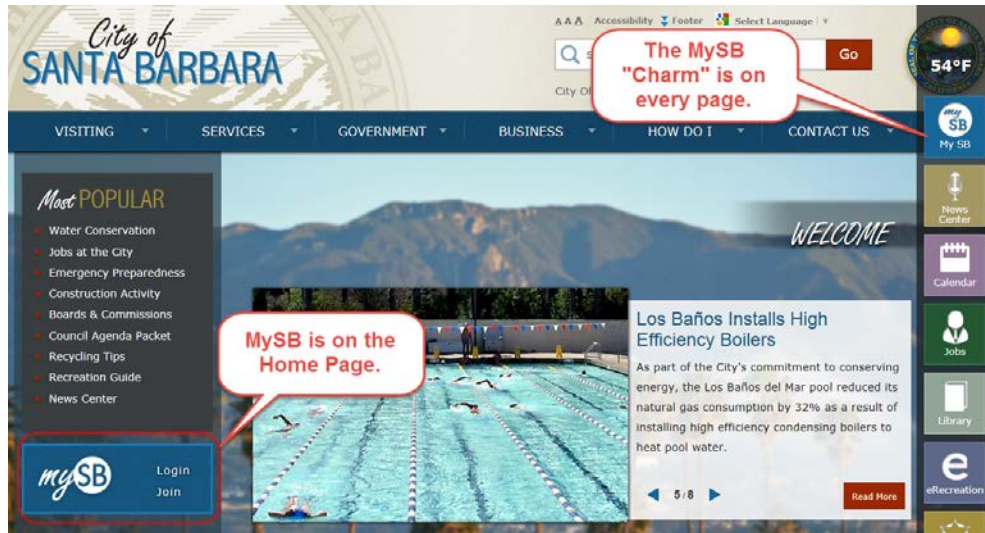 City of
SANTA BARBARA
A A A Accessibility Footer Select Language
Go
City Of
The MySB
"Charm" is on
every page.
54°F
VISITING SERVICES GOVERNMENT BUSINESS HOW DO I CONTACT US
my
SB
My SB
Most POPULAR
Water Conservation
Jobs at the City
Emergency Preparedness
Construction Activity
Boards & Commissions
Council Agenda Packet
Recycling Tips
Recreation Guide
News Center
mySB
Login
Join
MySB is on the
Home Page.
WELCOME
Los Baños Installs High
Efficiency Boilers
As part of the City's commitment to conserving
energy, the Los Baños del Mar pool reduced its
natural gas consumption by 32% as a result of
installing high efficiency condensing boilers to
heat pool water.
5/8
Read More
News
Center
Calendar
Jobs
Library
e
eRecreation